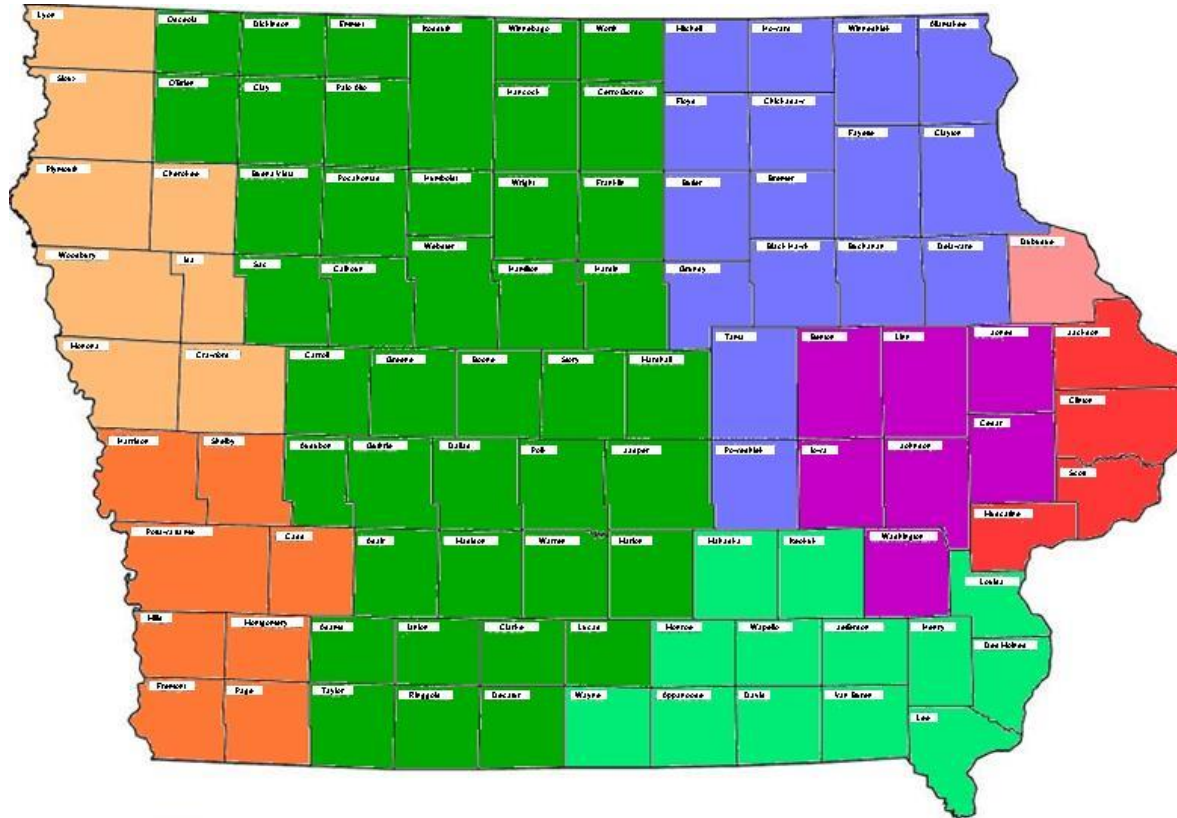 Lyon
Osceola
Dickinson
Emmet
Kossuth
Winnebago
Worth
Mitchell
Howard
Winneshiek
Allamakee
Sioux
O'Brien
Clay
Palo Alto
Hancock
Cerro Gordo
Floyd
Chickasaw
Fayette
Clayton
Plymouth
Cherokee
Buena Vista
Pocahontas
Humboldt
Wright
Franklin
Butler
Bremer
Woodbury
Ida
Sac
Calhoun
Webster
Hamilton
Hardin
Grundy
Black Hawk
Buchanan
Delaware
Dubuque
Monona
Crawford
Carroll
Greene
Boone
Story
Marshall
Tama
Benton
Linn
Jones
Jackson
Harrison
Shelby
Audubon
Guthrie
Dallas
Polk
Jasper
Poweshiek
Iowa
Johnson
Cedar
Clinton
Scott
Muscatine
Pottawattamie
Cass
Adair
Madison
Warren
Marion
Mahaska
Keokuk
Washington
Louisa
Mills
Montgomery
Adams
Union
Clarke
Lucas
Monroe
Wapello
Jefferson
Henry
Des Moines
Fremont
Page
Taylor
Ringgold
Decatur
Wayne
Appanoose
Davis
Van Buren
Lee